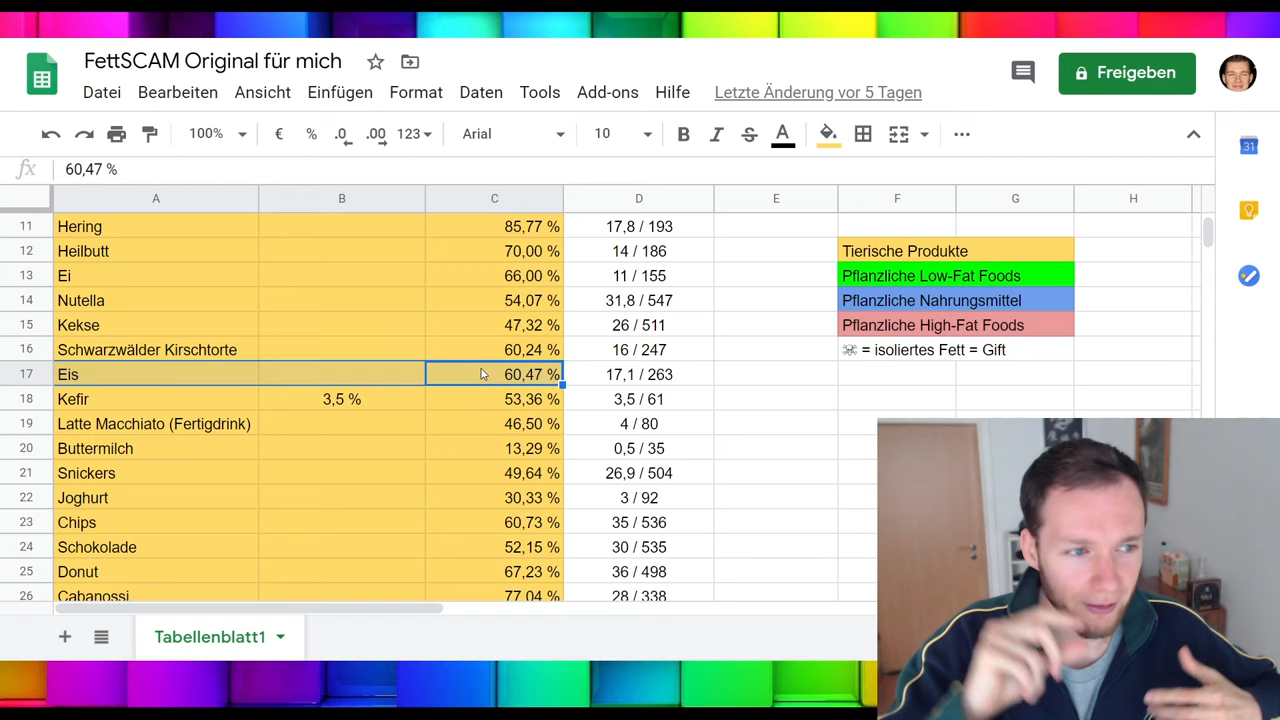 FettSCAM Original für mich
Freigeben
Datei Bearbeiten Ansicht Einfügen Format Daten Tools Add-ons Hilfe Letzte Änderung vor 5 Tagen
100% € % .0 .00 123 Arial 10 B I S A
31
fx 60,47 %
A B C D E F G H
11 Hering 85,77 % 17,8 / 193
12 Heilbutt 70,00 % 14 / 186 Tierische Produkte
13 Ei 66,00 % 11 / 155 Pflanzliche Low-Fat Foods
14 Nutella 54,07 % 31,8 / 547 Pflanzliche Nahrungsmittel
15 Kekse 47,32 % 26 / 511 Pflanzliche High-Fat Foods
16 Schwarzwälder Kirschtorte 60,24 % 16 / 247 ☠ = isoliertes Fett = Gift
17 Eis 60,47 % 17,1 / 263
18 Kefir 3,5 % 53,36 % 3,5 / 61
19 Latte Macchiato (Fertigdrink) 46,50 % 4 / 80
20 Buttermilch 13,29 % 0,5 / 35
21 Snickers 49,64 % 26,9 / 504
22 Joghurt 30,33 % 3 / 92
23 Chips 60,73 % 35 / 536
24 Schokolade 52,15 % 30 / 535
25 Donut 67,23 % 36 / 498
26 Cabanossi 77,04 % 28 / 338
Tabellenblatt1